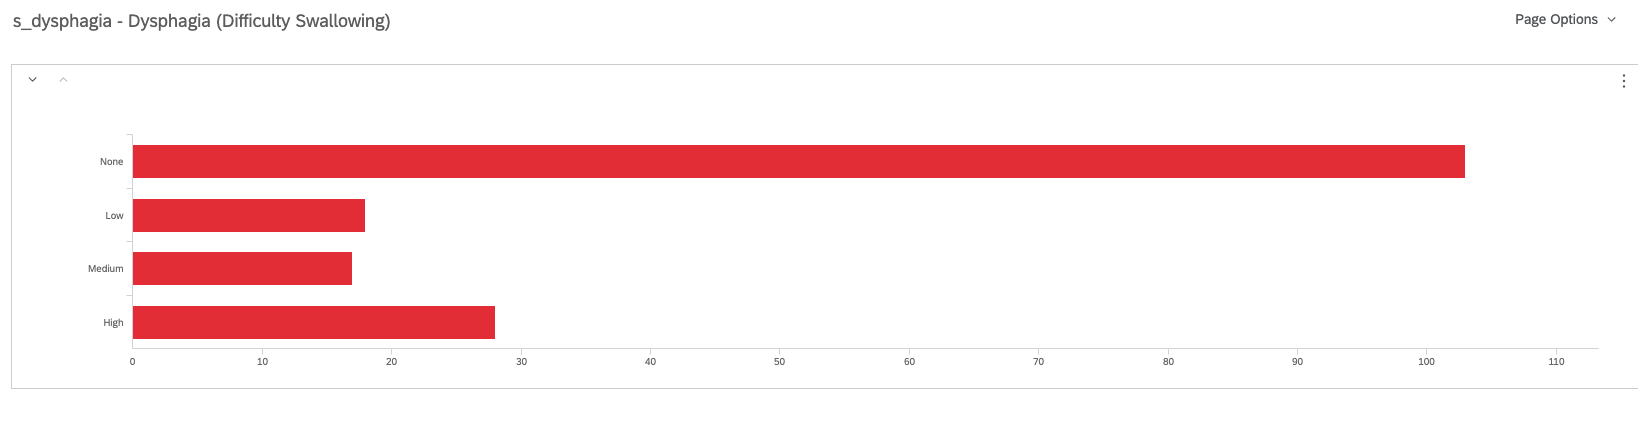 s_dysphagia - Dysphagia (Difficulty Swallowing)
Page Options
None
Low
Medium
High
0 10 20 30 40 50 60 70 80 90 100 110